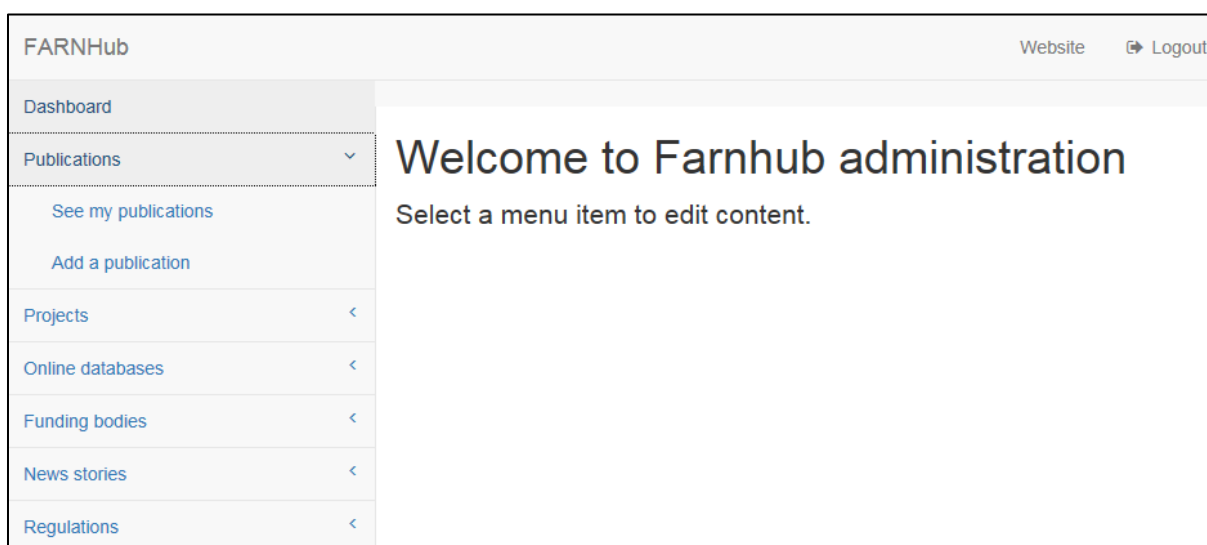 FARNHub
Website Logout
Dashboard
Publications
See my publications
Add a publication
Projects
Online databases
Funding bodies
News stories
Regulations
Welcome to Farnhub administration
Select a menu item to edit content.